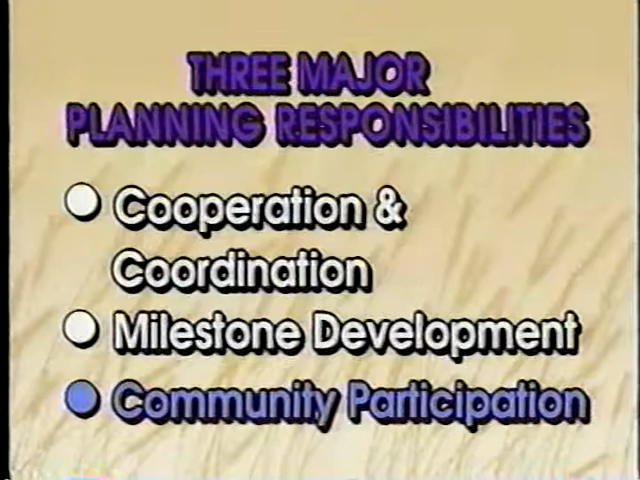 THREE MAJOR
PLANNING RESPONSIBILITIES
Cooperation &
Coordination
Milestone Development
Community Participation